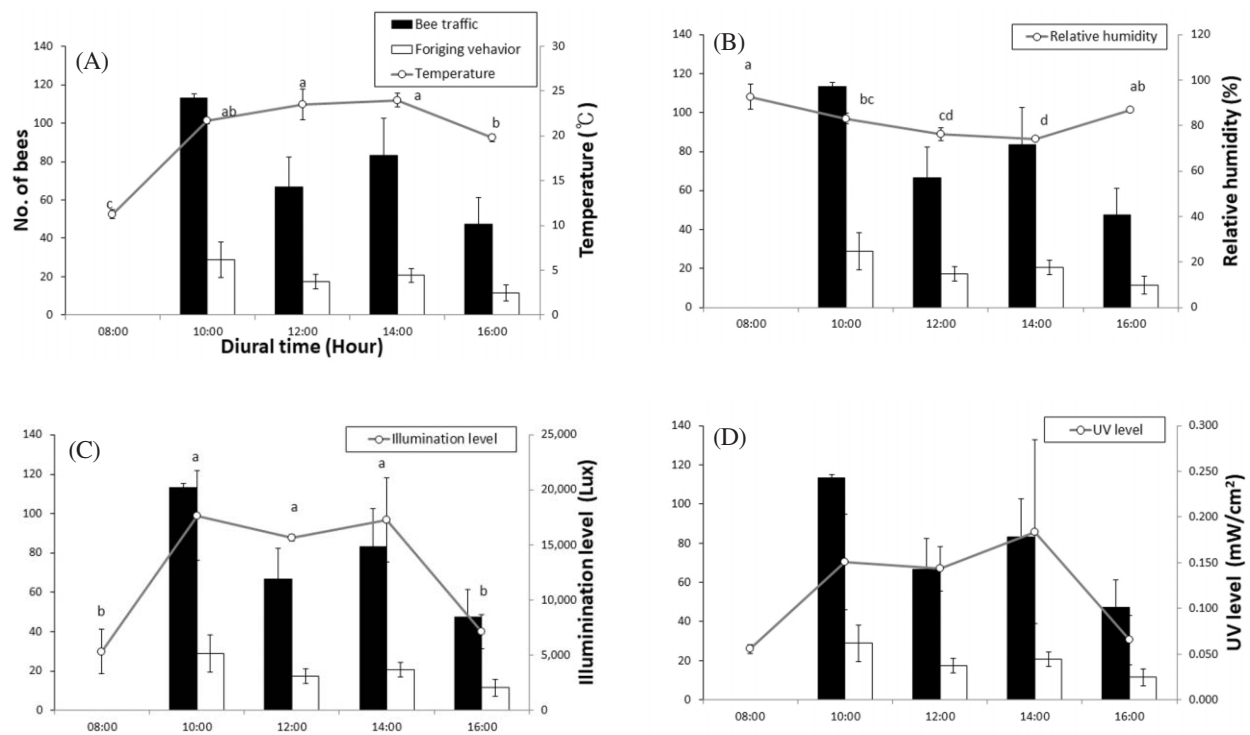 (A)
Bee traffic
Foriging vehavior
Temperature
No. of bees
140
120
100
80
60
40
20
0
30
25
20
15
10
5
0
Temperature (℃)
c
ab
a
a
b
08:00 10:00 12:00 14:00 16:00
Diural time (Hour)
(B)
Relative humidity
140
120
100
80
60
40
20
0
120
100
80
60
40
20
0
Relative humidity (%)
a
bc
cd
d
ab
08:00 10:00 12:00 14:00 16:00
(C)
Illumination level
140
120
100
80
60
40
20
0
25,000
20,000
15,000
10,000
5,000
0
Illuminination level (Lux)
b
a
a
a
b
08:00 10:00 12:00 14:00 16:00
(D)
UV level
140
120
100
80
60
40
20
0
0.300
0.250
0.200
0.150
0.100
0.050
0.000
UV level (mW/cm²)
08:00 10:00 12:00 14:00 16:00